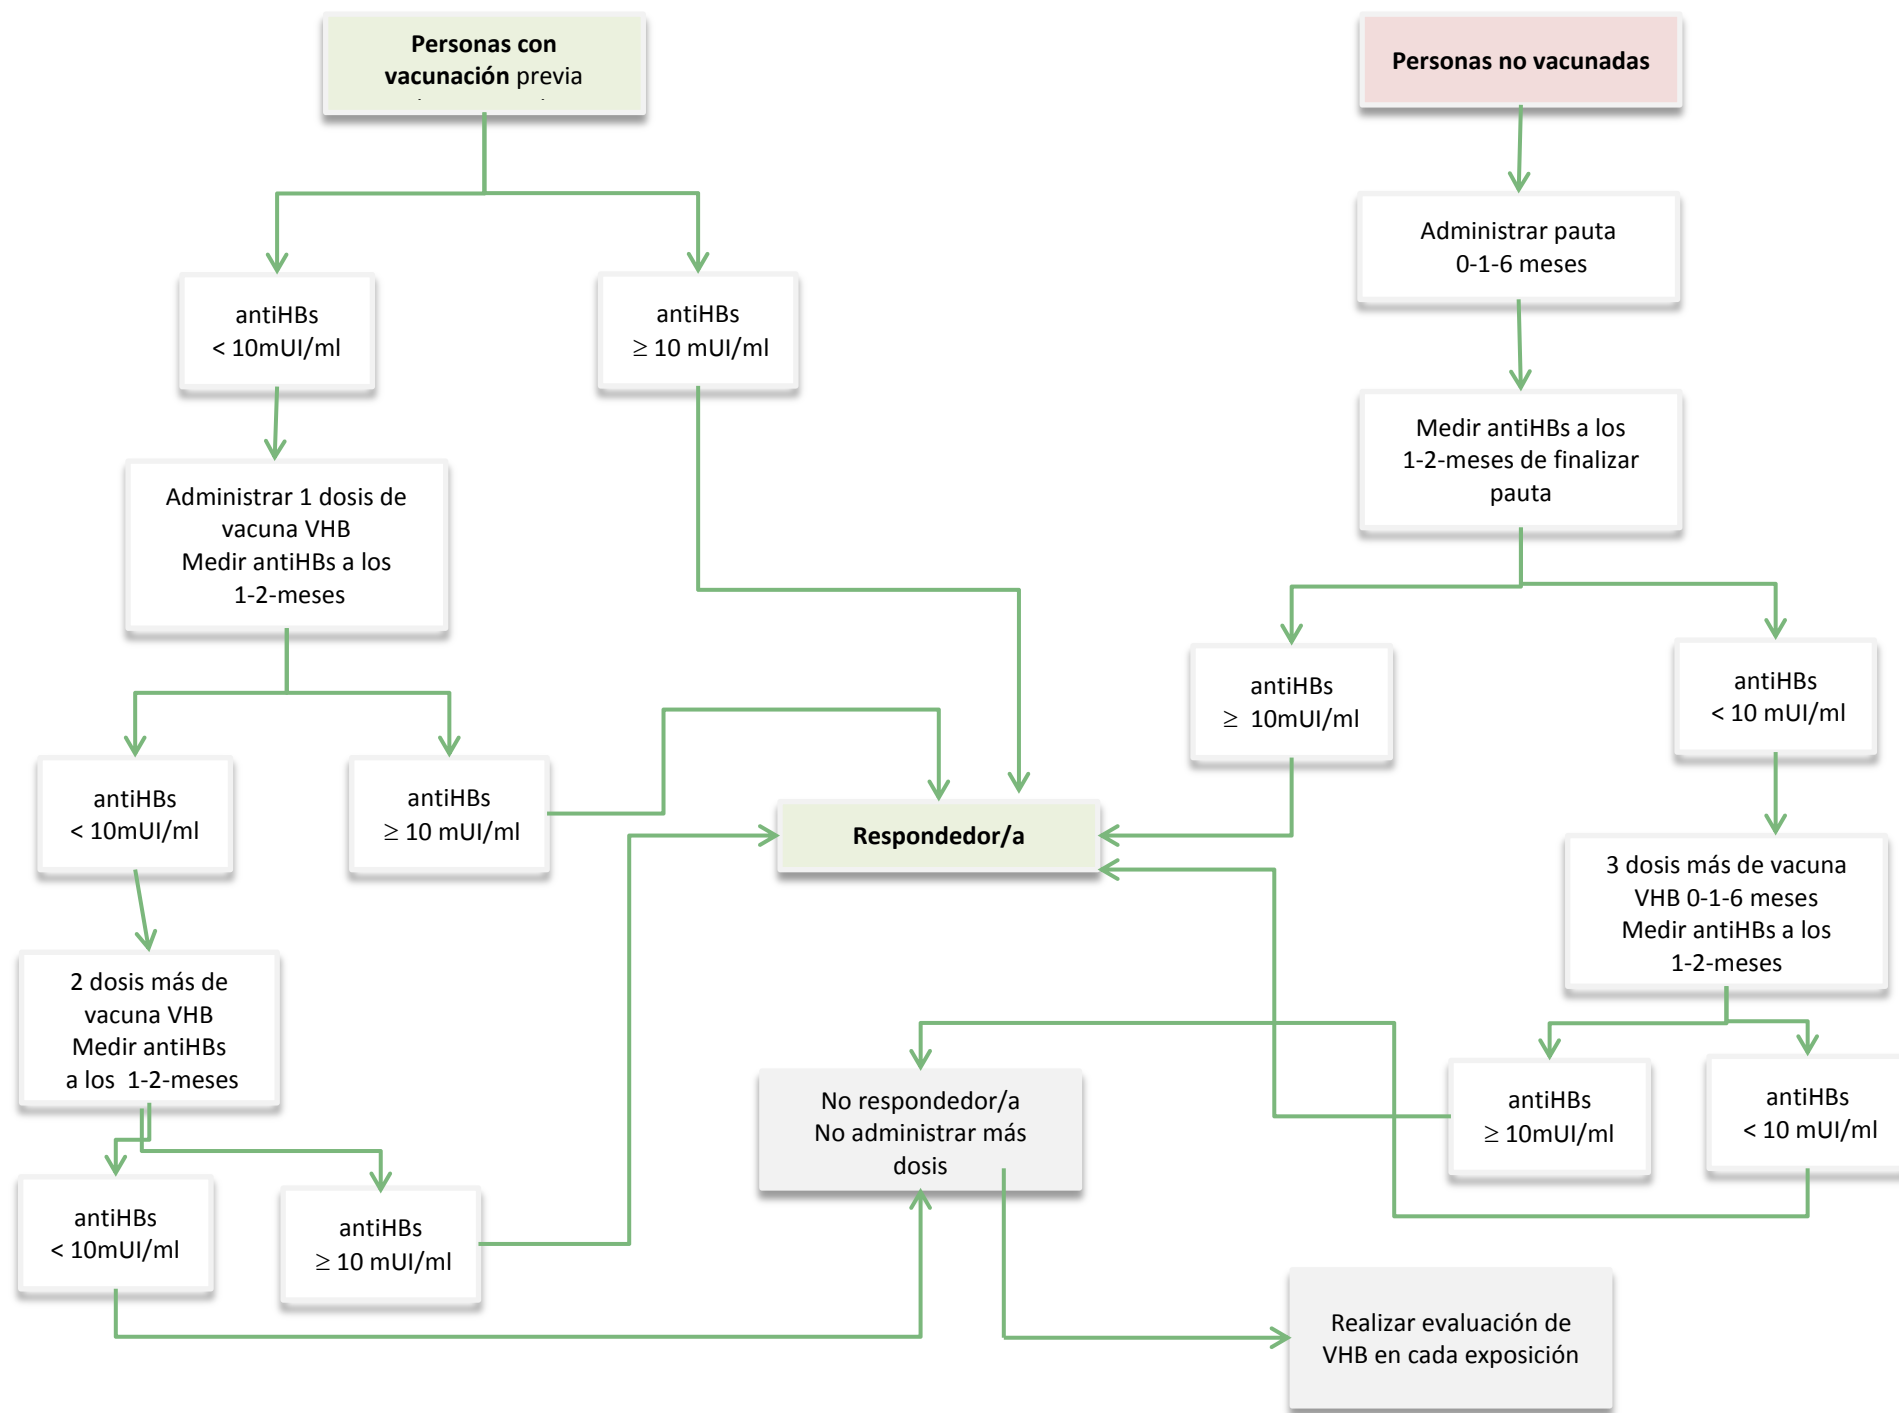 Personas con
vacunación previa
Personas no vacunadas
Administrar pauta
0-1-6 meses
antiHBs
< 10mUI/ml
antiHBs
≥ 10 mUI/ml
Medir antiHBs a los
1-2-meses de finalizar
pauta
Administrar 1 dosis de
vacuna VHB
Medir antiHBs a los
1-2-meses
antiHBs
≥  10mUI/ml
antiHBs
< 10 mUI/ml
antiHBs
< 10mUI/ml
antiHBs
≥ 10 mUI/ml
Respondedor/a
3 dosis más de vacuna
VHB 0-1-6 meses
Medir antiHBs a los
1-2-meses
2 dosis más de
vacuna VHB
Medir antiHBs
a los  1-2-meses
No respondedor/a
No administrar más
dosis
antiHBs
≥ 10mUI/ml
antiHBs
< 10 mUI/ml
antiHBs
< 10mUI/ml
antiHBs
≥ 10 mUI/ml
Realizar evaluación de
VHB en cada exposición